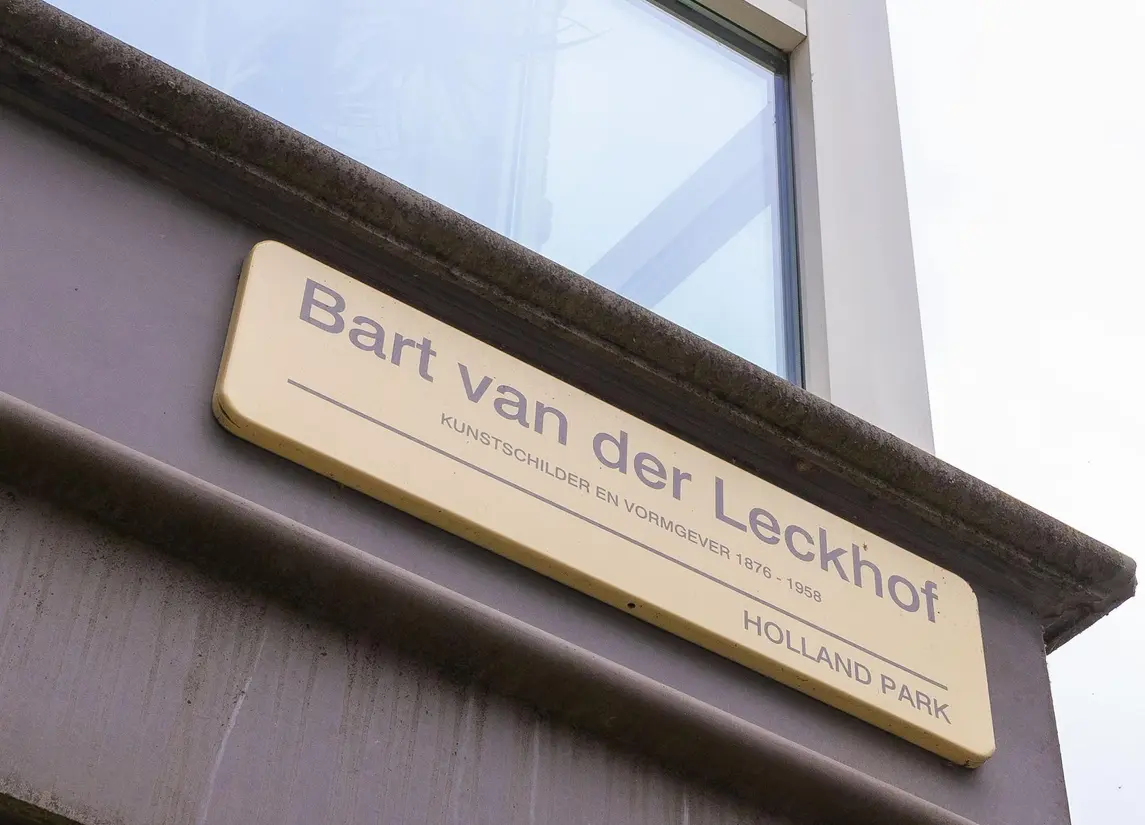 Bart van der Leckhof
KUNSTSCHILDER EN VORMGEVER 1876 - 1958
HOLLAND PARK